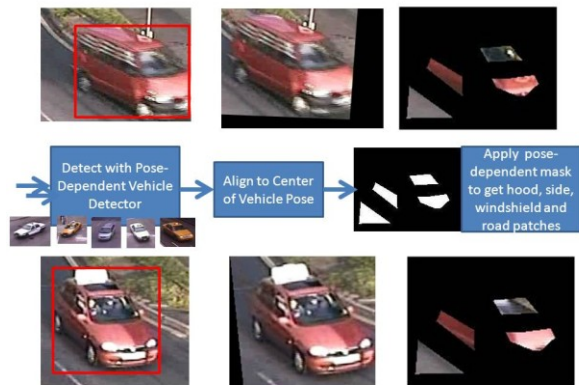 Detect with Pose-
Dependent Vehicle
Detector
Align to Center
of Vehicle Pose
Apply pose-
dependent mask
to get hood, side,
windshield and
road patches